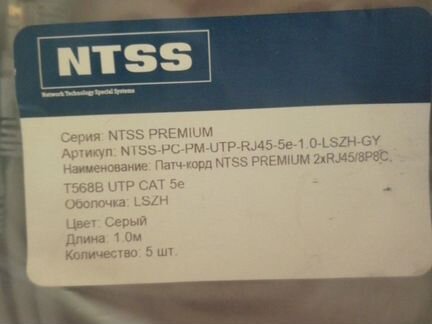 NTSS
Network Technology Special Systems
Серия: NTSS PREMIUM
Артикул: NTSS-PC-PM-UTP-RJ45-5e-1.0-LSZH-GY
Наименование: Патч-корд NTSS PREMIUM 2xRJ45/8P8C,
T568B UTP CAT 5e
Оболочка: LSZH
Цвет: Серый
Длина: 1.0м
Количество: 5 шт.